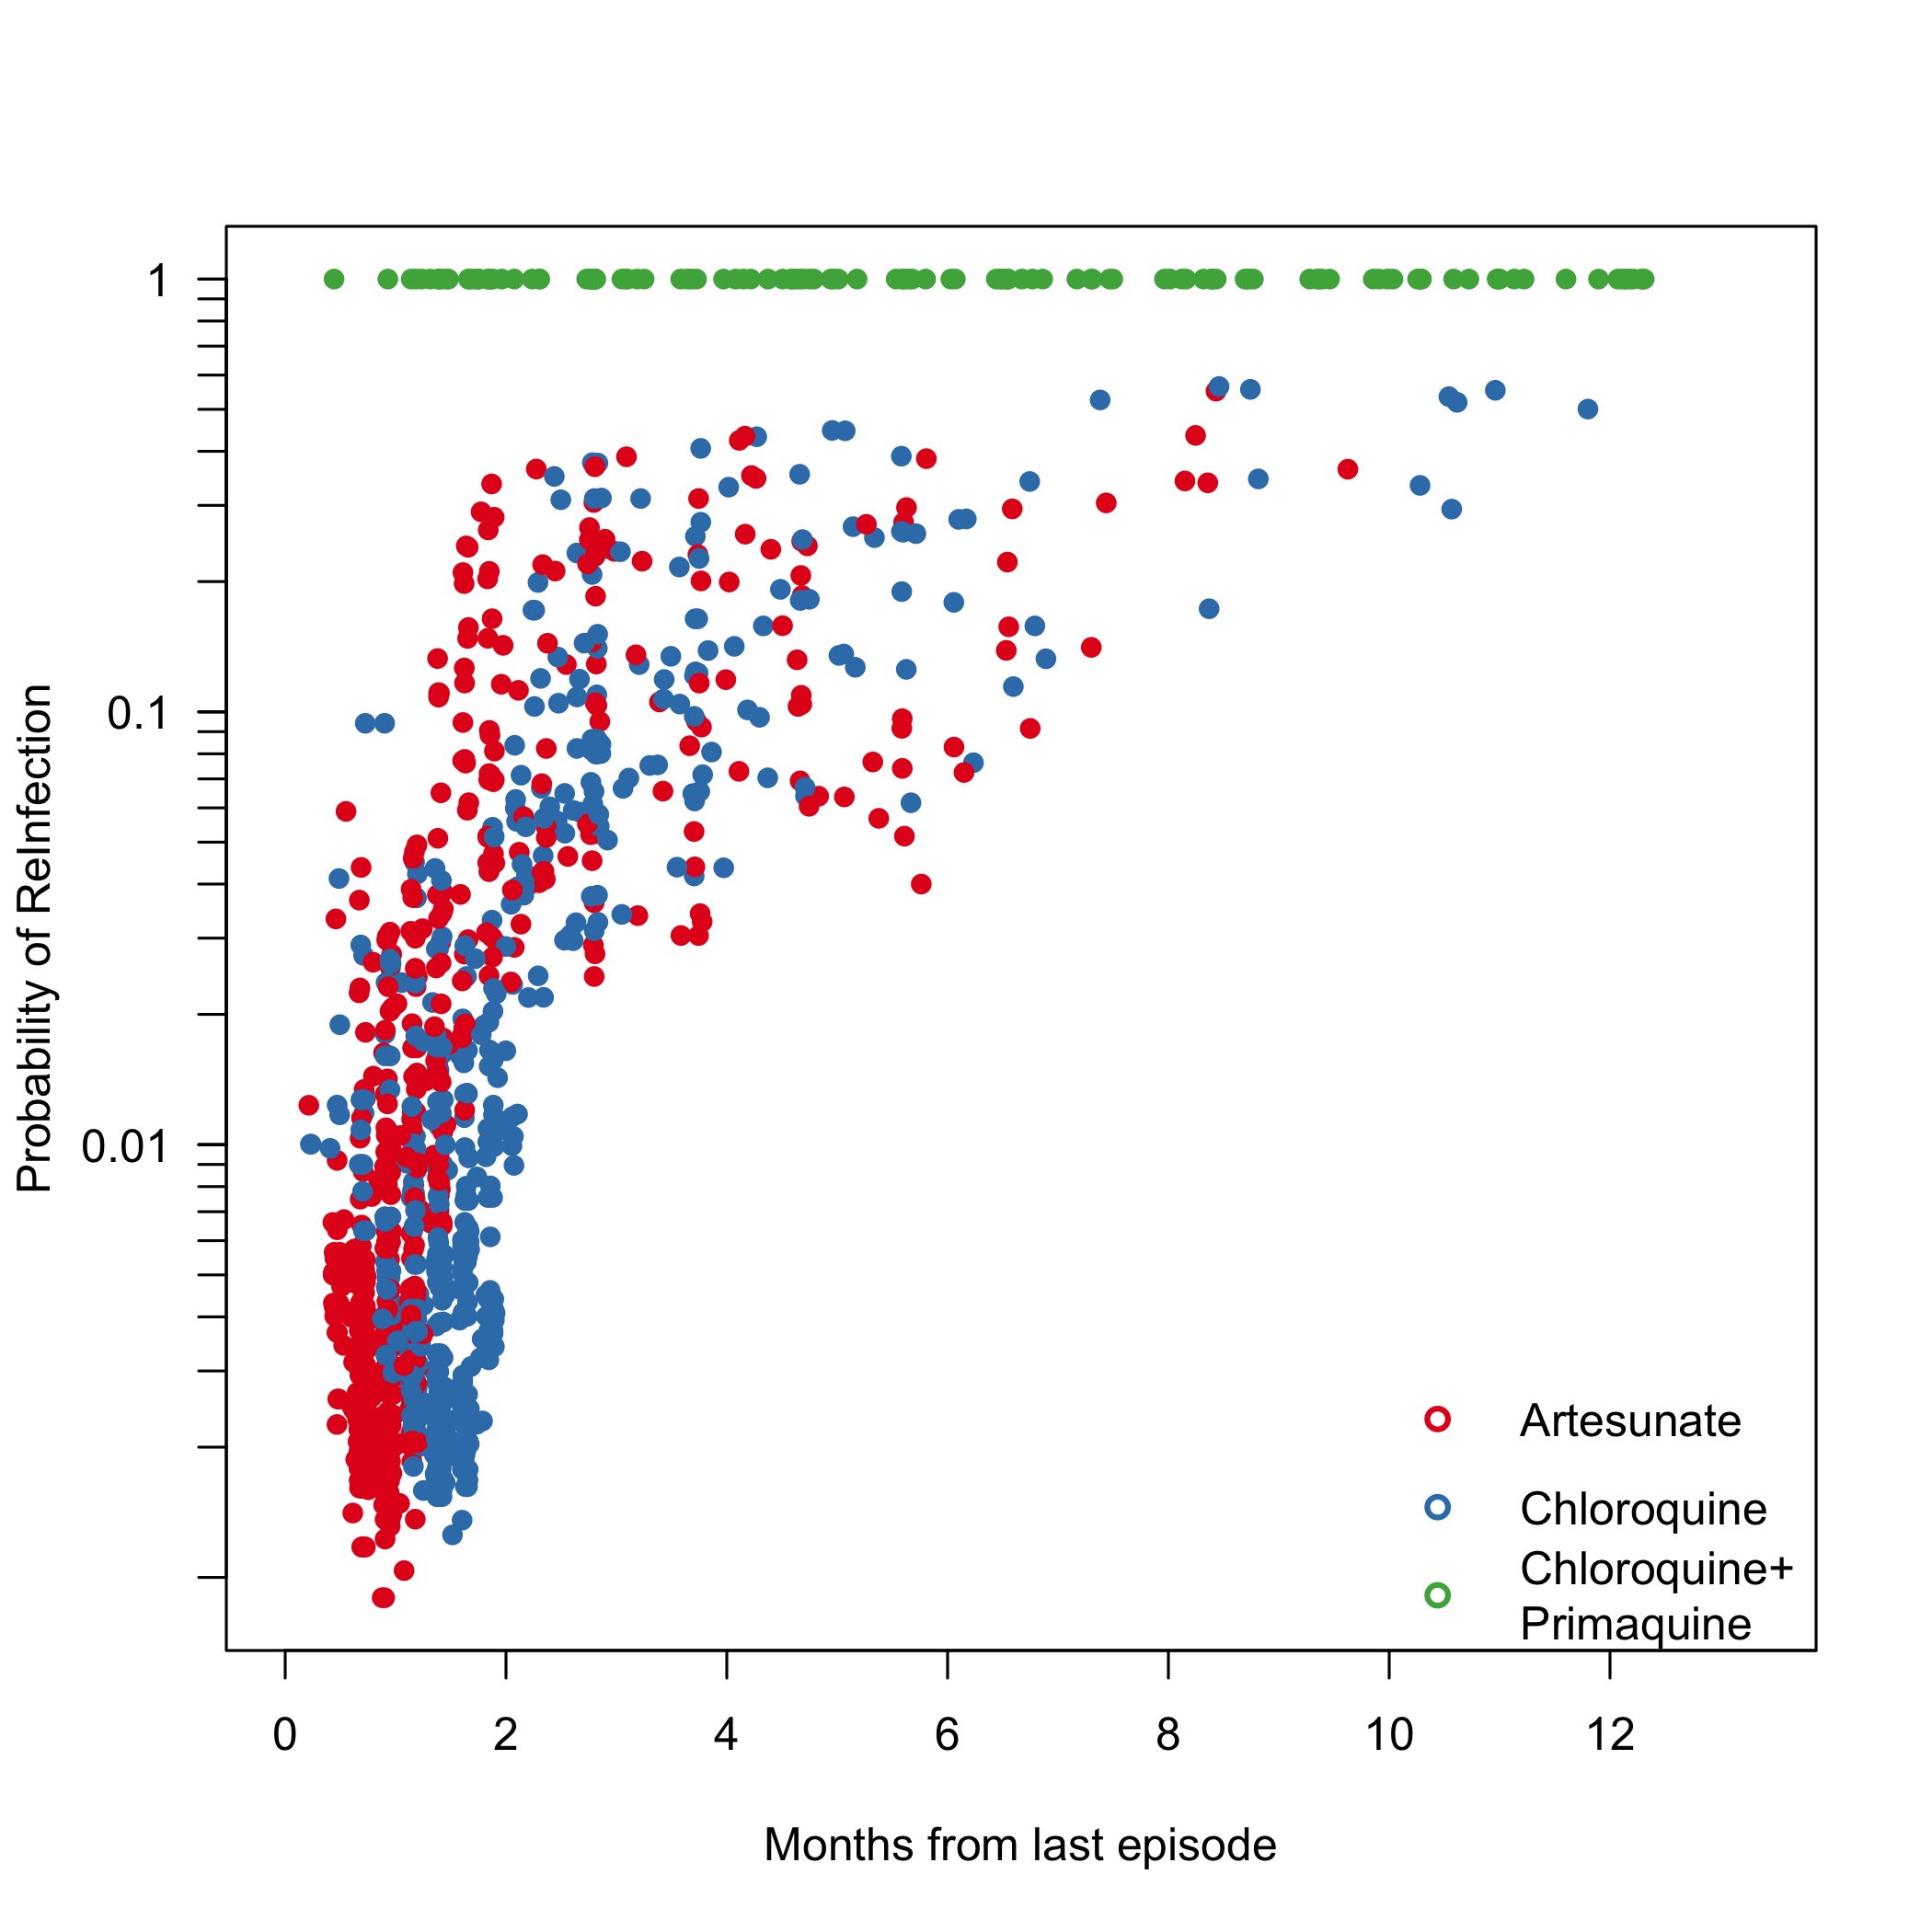 1
0.1
0.01
Probability of ReInfection
Artesunate
Chloroquine
Chloroquine+
Primaquine
0 2 4 6 8 10 12
Months from last episode